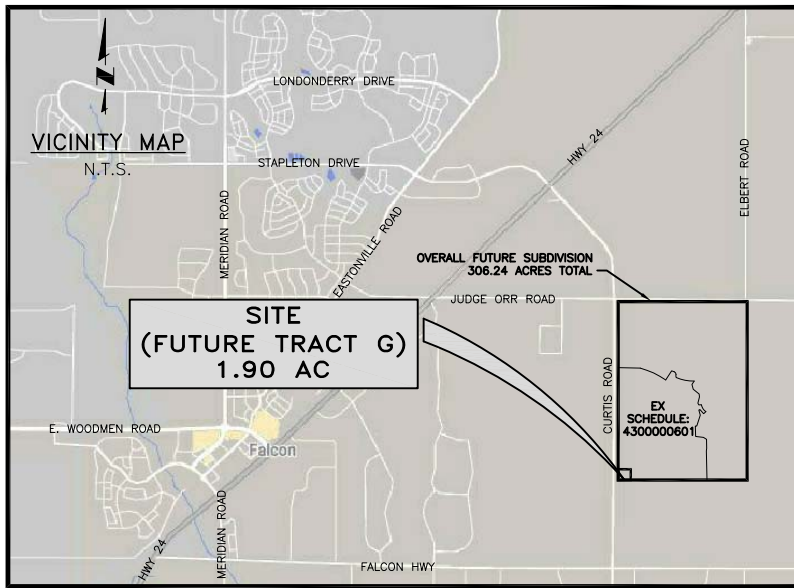 N
LONDONDERRY DRIVE
VICINITY MAP
N.T.S.
STAPLETON DRIVE
HWY 24
ELBERT ROAD
MERIDIAN ROAD
EASTONVILLE ROAD
OVERALL FUTURE SUBDIVISION
306.24 ACRES TOTAL
JUDGE ORR ROAD
SITE
(FUTURE TRACT G)
1.90 AC
CURTIS ROAD
EX
SCHEDULE:
4300000601
E. WOODMEN ROAD
Falcon
MERIDIAN ROAD
HWY 24
FALCON HWY